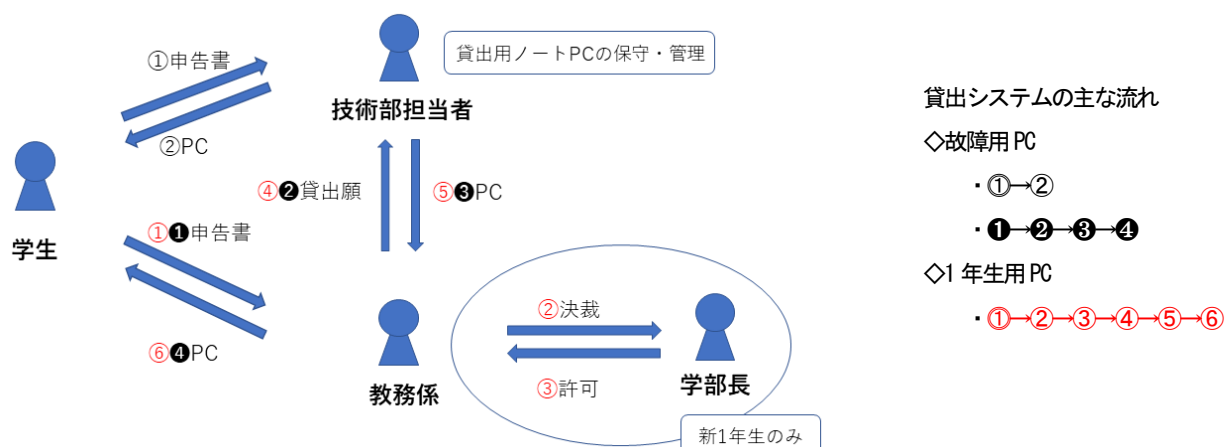 ①申告書
②PC
貸出用ノートPCの保守・管理
技術部担当者
学生
④❷貸出願
⑤❸PC
①❶申告書
⑥❹PC
教務係
②決裁
③許可
学部長
新1年生のみ
貸出システムの主な流れ
◇故障用 PC
・①→②
・❶→❷→❸→❹
◇1 年生用 PC
・①→②→③→④→⑤→⑥